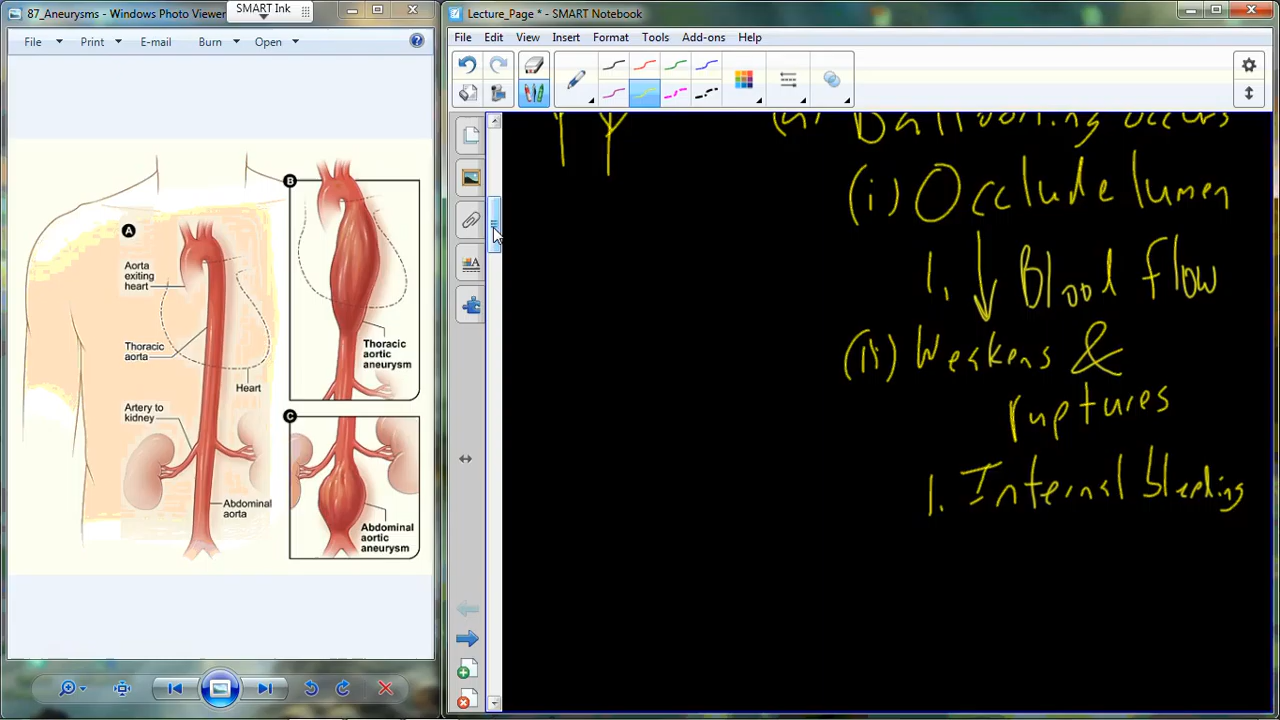 87_Aneurysms - Windows Photo Viewer
SMART Ink
File Print E-mail Burn Open
A
Aorta
exiting
heart
Thoracic
aorta
Heart
Artery to
kidney
Abdominal
aorta
B
Thoracic
aortic
aneurysm
C
Abdominal
aortic
aneurysm
Lecture_Page * - SMART Notebook
File Edit View Insert Format Tools Add-ons Help
Ballooning occurs
(i) Occlude lumen
1. ↓ Blood flow
(ii) Weakens &
ruptures
1. Internal bleeding